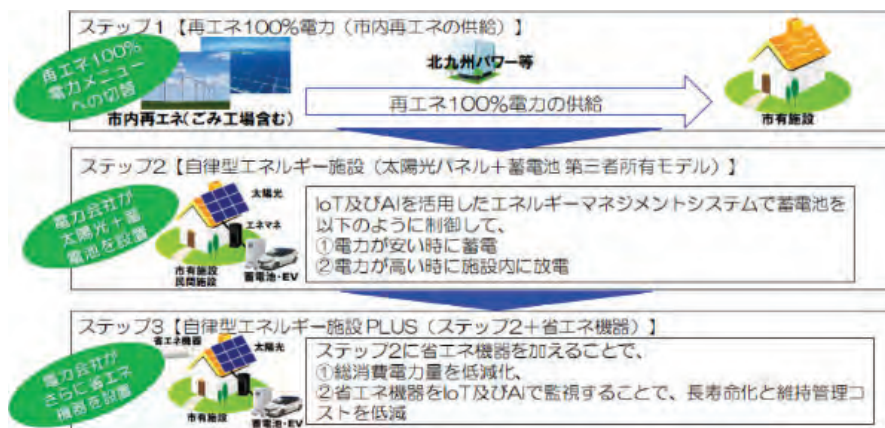 ステップ1【再エネ100%電力（市内再エネの供給）】
再エネ100%
電力メニュー
への切替
市内再エネ(ごみ工場含む)
北九州パワー等
再エネ100%電力の供給
市有施設
ステップ2【自律型エネルギー施設（太陽光パネル＋蓄電池 第三者所有モデル）】
電力会社が
太陽光＋蓄
電池を設置
太陽光
エネマネ
市有施設
民間施設
蓄電池・EV
IoT及びAIを活用したエネルギーマネジメントシステムで蓄電池を
以下のように制御して、
①電力が安い時に蓄電
②電力が高い時に施設内に放電
ステップ3【自律型エネルギー施設PLUS（ステップ2＋省エネ機器）】
電力会社が
さらに省エネ
機器を設置
省エネ機器
太陽光
市有施設
蓄電池・EV
ステップ2に省エネ機器を加えることで、
①総消費電力量を低減化、
②省エネ機器をIoT及びAIで監視することで、長寿命化と維持管理コ
ストを低減